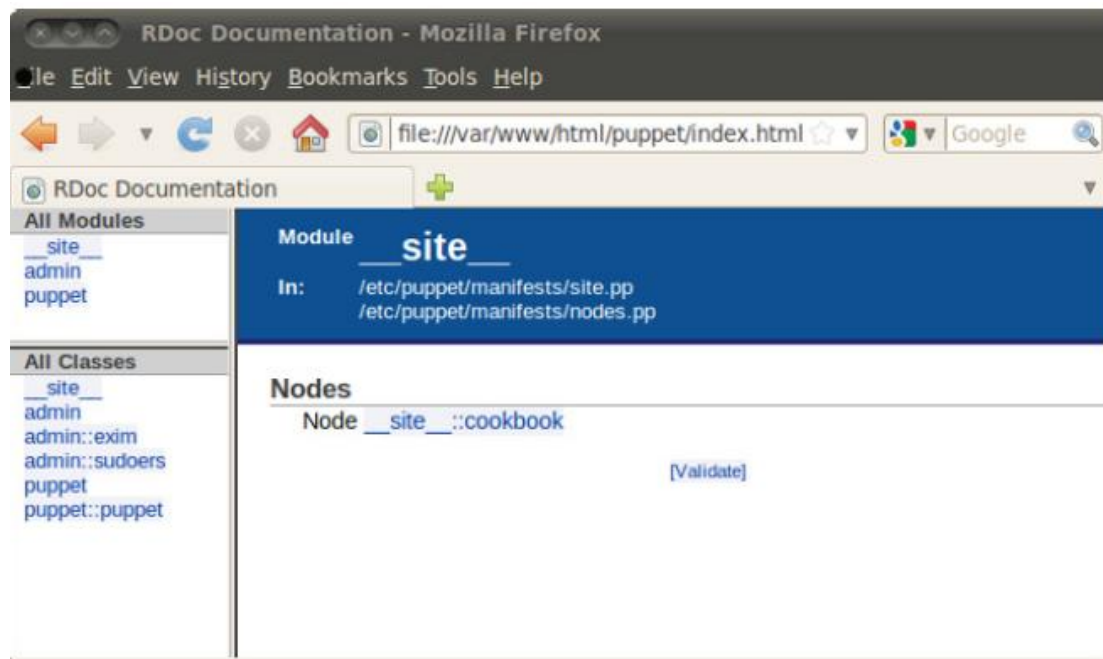 RDoc Documentation - Mozilla Firefox
ile Edit View History Bookmarks Tools Help
file:///var/www/html/puppet/index.html
Google
RDoc Documentation
All Modules
__site__
admin
puppet
All Classes
__site__
admin
admin::exim
admin::sudoers
puppet
puppet::puppet
Module __site__
In: /etc/puppet/manifests/site.pp
/etc/puppet/manifests/nodes.pp
Nodes
Node __site__::cookbook
[Validate]